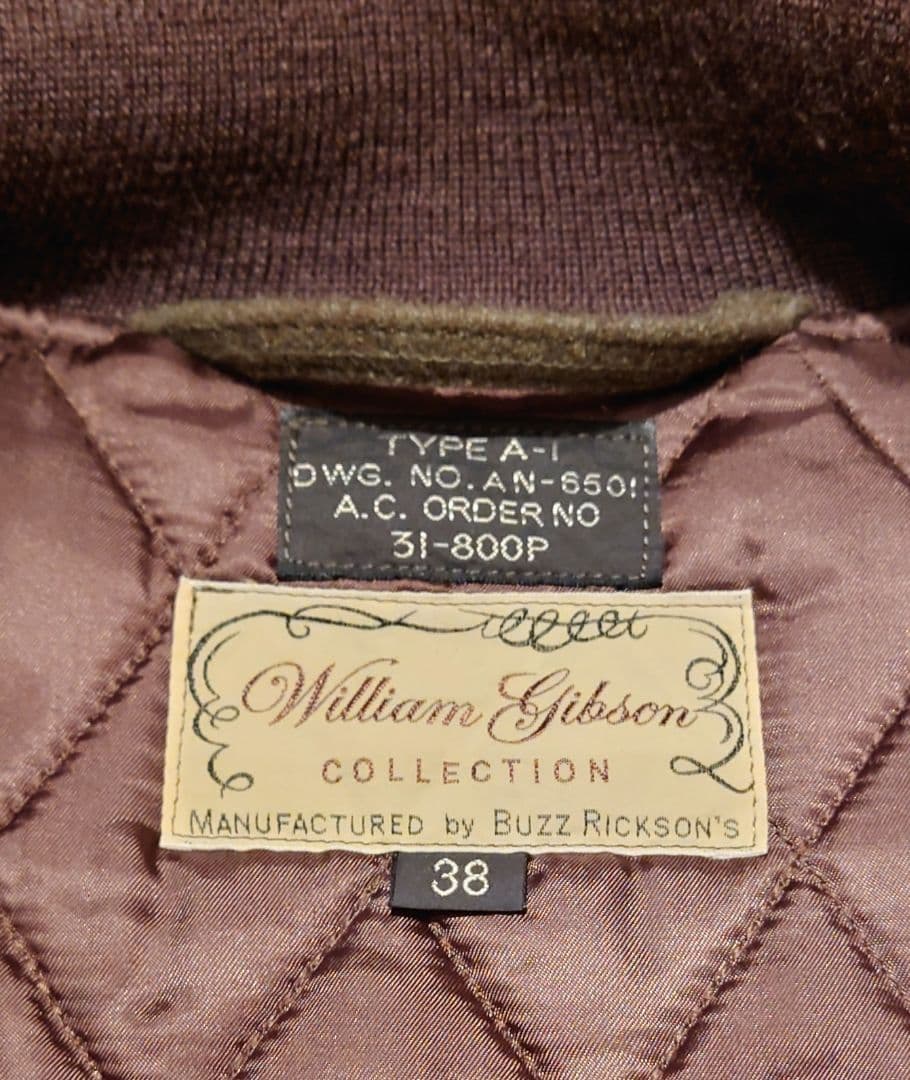 TYPE A-1
DWG. NO. AN-6501
A.C. ORDER NO
31-800P
William Gibson
COLLECTION
MANUFACTURED by BUZZ RICKSON'S
38